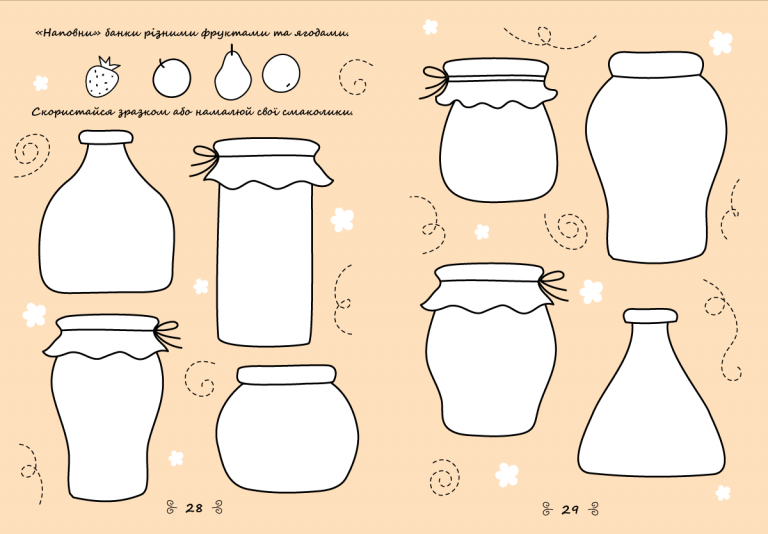 «Наповни» банки різними фруктами та ягодами.
Скористайся зразком або намалюй свої смаколики.
28
29